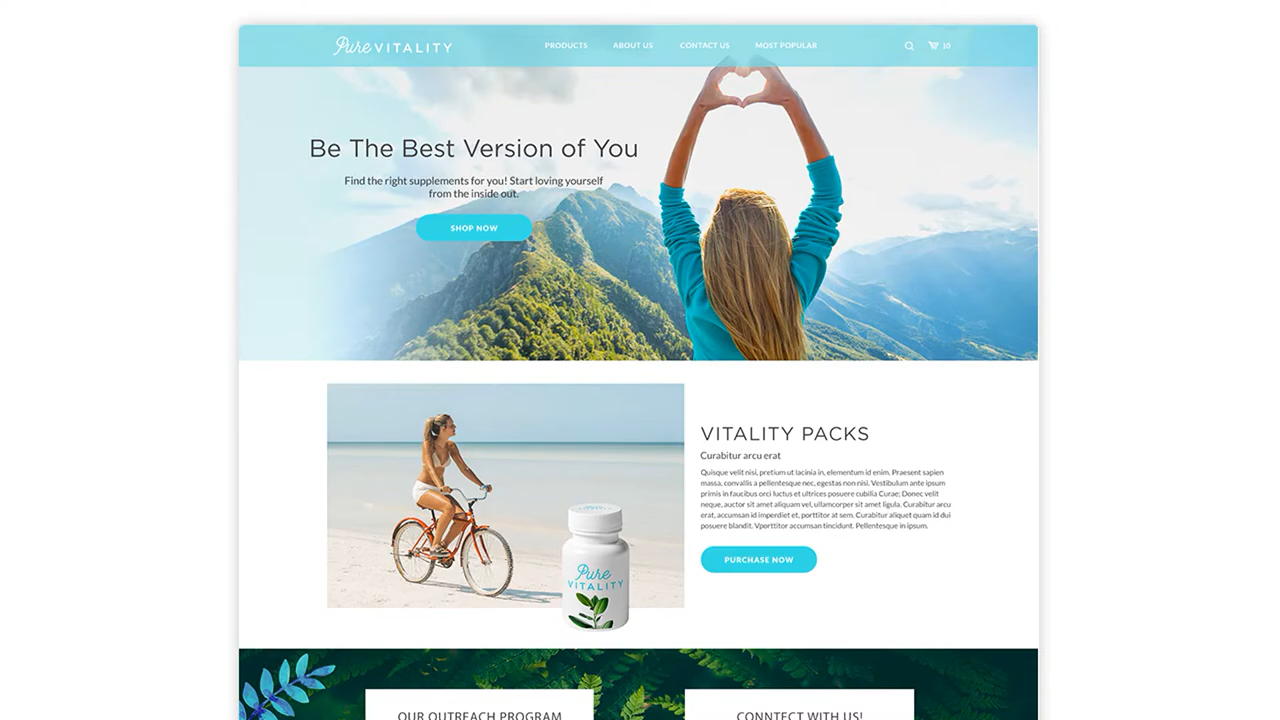 Pure VITALITY
PRODUCTS
ABOUT US
CONTACT US
MOST POPULAR
Be The Best Version of You
Find the right supplements for you! Start loving yourself
from the inside out.
SHOP NOW
VITALITY PACKS
Curabitur arcu erat
Quisque velit nisi, pretium ut lacinia in, elementum id enim. Praesent sapien
massa, convallis a pellentesque nec, egestas non nisi. Vestibulum ante ipsum
primis in faucibus orci luctus et ultrices posuere cubilia Curae; Donec velit
neque, auctor sit amet aliquam vel, ullamcorper sit amet ligula. Curabitur arcu
erat, accumsan id imperdiet et, porttitor at sem. Curabitur aliquet quam id dui
posuere blandit. Vporttitor accumsan tincidunt. Pellentesque in ipsum.
PURCHASE NOW
Pure
VITALITY
OUR OUTREACH PROGRAM
CONNTECT WITH US!